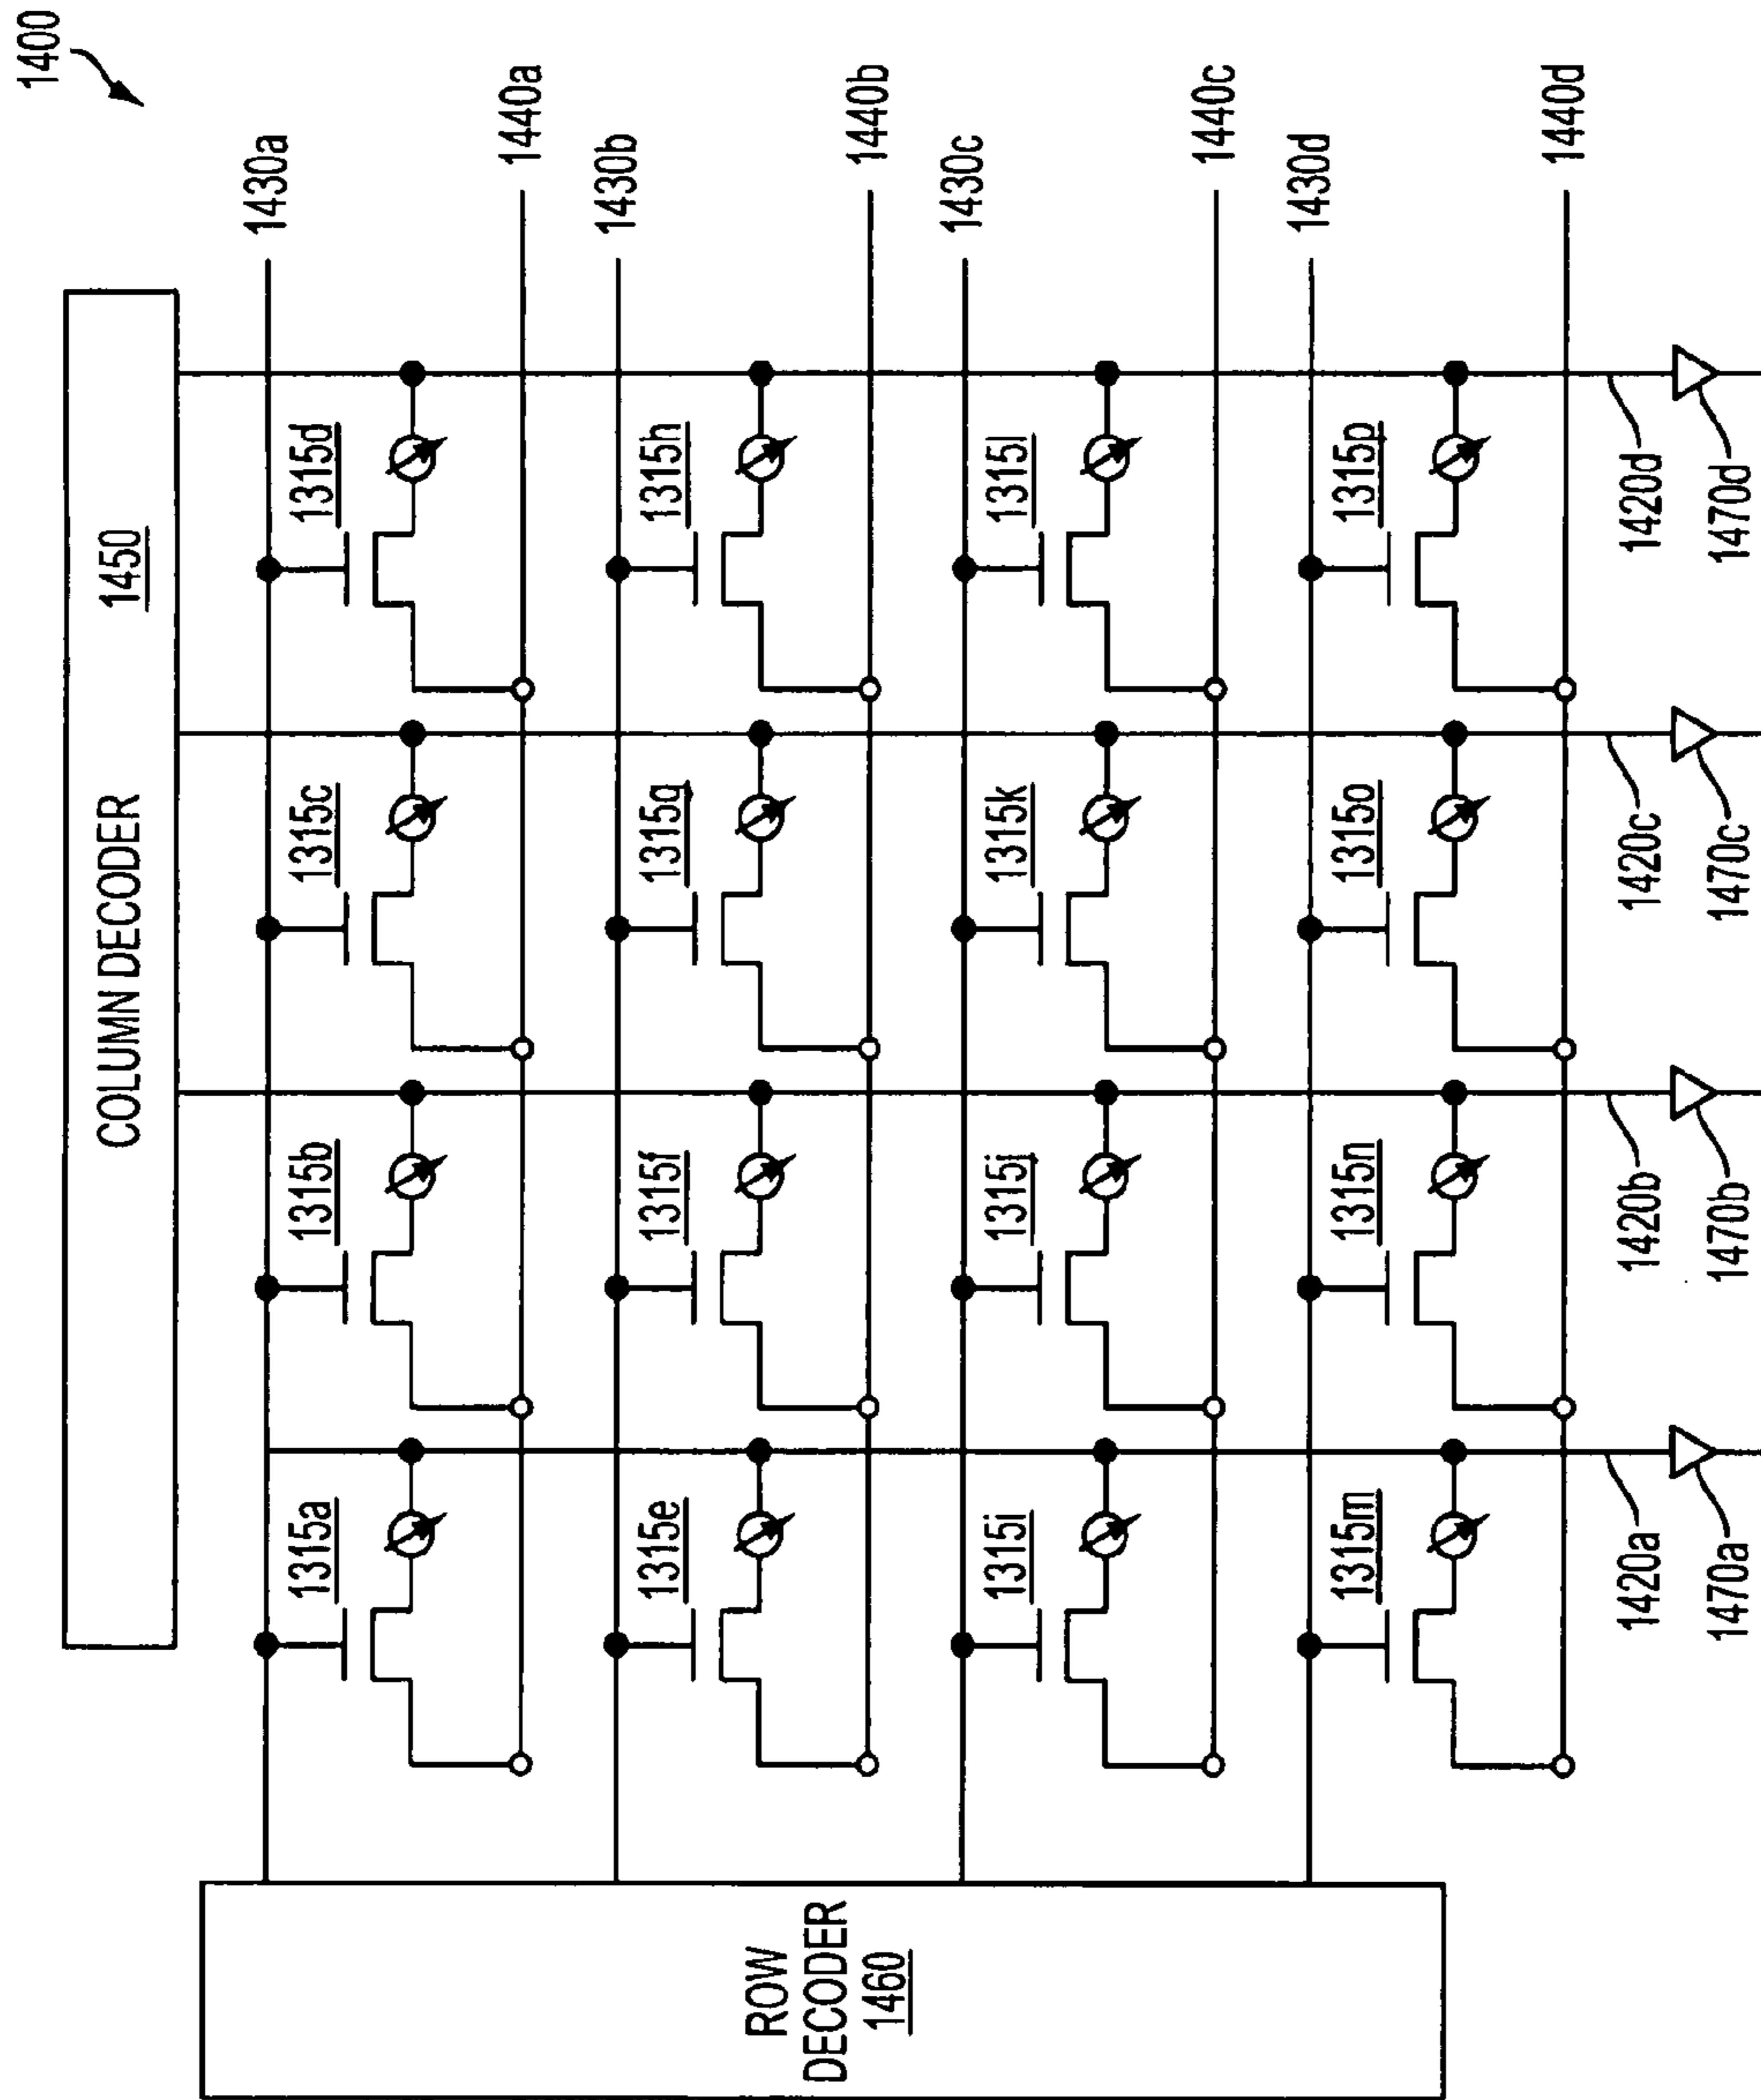 1400
COLUMN DECODER
1450
1430a
1315a
1315b
1315c
1315d
1440a
1430b
1315e
1315f
1315g
1315h
1440b
1430c
1315i
1315j
1315k
1315l
1440c
1430d
1315m
1315n
1315o
1315p
1440d
ROW
DECODER
1460
1420a
1420b
1420c
1420d
1470a
1470b
1470c
1470d